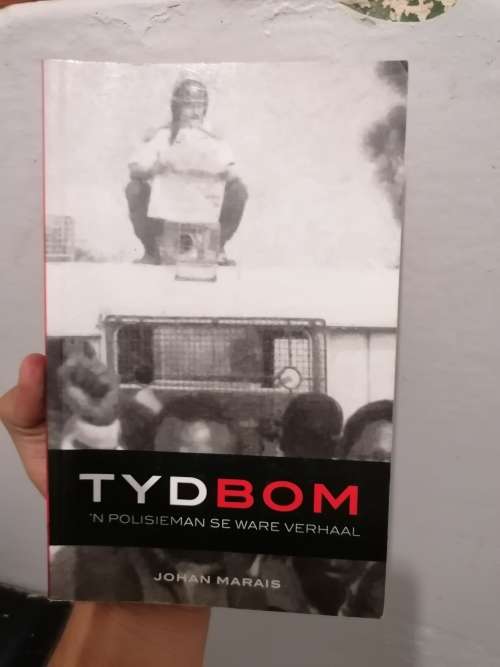 TYDBOM
'N POLISIEMAN SE WARE VERHAAL
JOHAN MARAIS